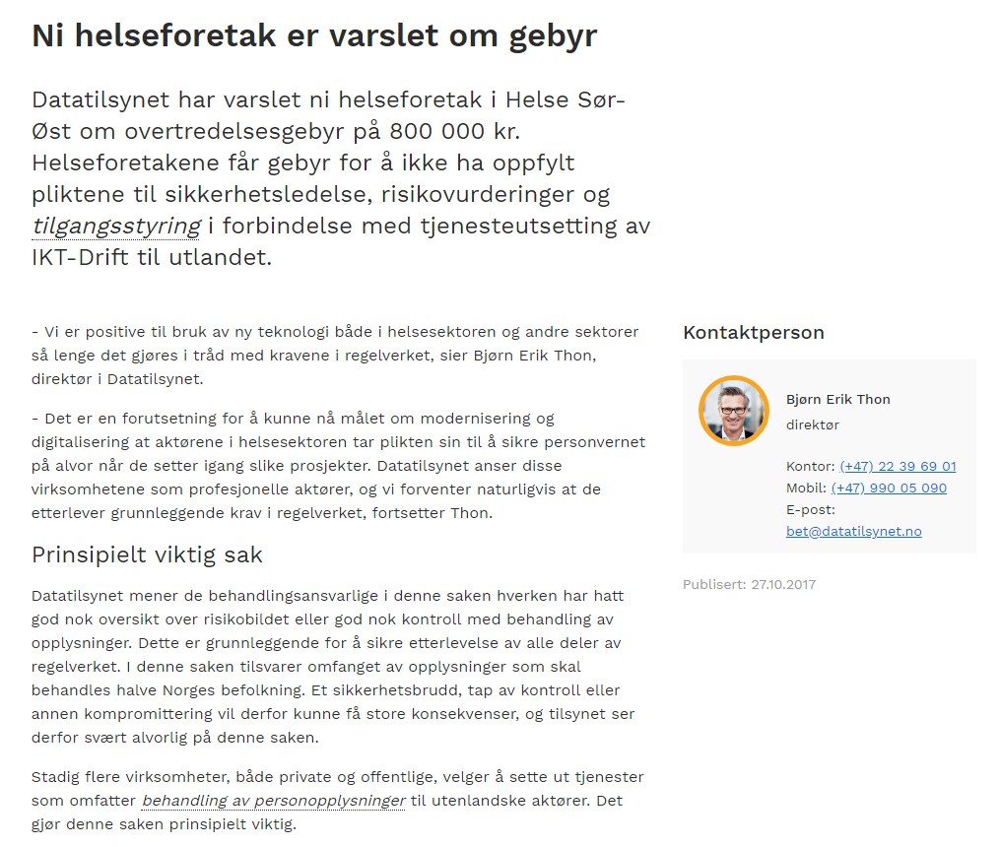 Ni helseforetak er varslet om gebyr
Datatilsynet har varslet ni helseforetak i Helse Sør-
Øst om overtredelsesgebyr på 800 000 kr.
Helseforetakene får gebyr for å ikke ha oppfylt
pliktene til sikkerhetsledelse, risikovurderinger og
tilgangsstyring i forbindelse med tjenesteutsetting av
IKT-Drift til utlandet.
- Vi er positive til bruk av ny teknologi både i helsesektoren og andre sektorer
så lenge det gjøres i tråd med kravene i regelverket, sier Bjørn Erik Thon,
direktør i Datatilsynet.
- Det er en forutsetning for å kunne nå målet om modernisering og
digitalisering at aktørene i helsesektoren tar plikten sin til å sikre personvernet
på alvor når de setter igang slike prosjekter. Datatilsynet anser disse
virksomhetene som profesjonelle aktører, og vi forventer naturligvis at de
etterlever grunnleggende krav i regelverket, fortsetter Thon.
Prinsipielt viktig sak
Datatilsynet mener de behandlingsansvarlige i denne saken hverken har hatt
god nok oversikt over risikobildet eller god nok kontroll med behandling av
opplysninger. Dette er grunnleggende for å sikre etterlevelse av alle deler av
regelverket. I denne saken tilsvarer omfanget av opplysninger som skal
behandles halve Norges befolkning. Et sikkerhetsbrudd, tap av kontroll eller
annen kompromittering vil derfor kunne få store konsekvenser, og tilsynet ser
derfor svært alvorlig på denne saken.
Stadig flere virksomheter, både private og offentlige, velger å sette ut tjenester
som omfatter behandling av personopplysninger til utenlandske aktører. Det
gjør denne saken prinsipielt viktig.
Kontaktperson
Bjørn Erik Thon
direktør
Kontor: (+47) 22 39 69 01
Mobil: (+47) 990 05 090
E-post:
bet@datatilsynet.no
Publisert: 27.10.2017